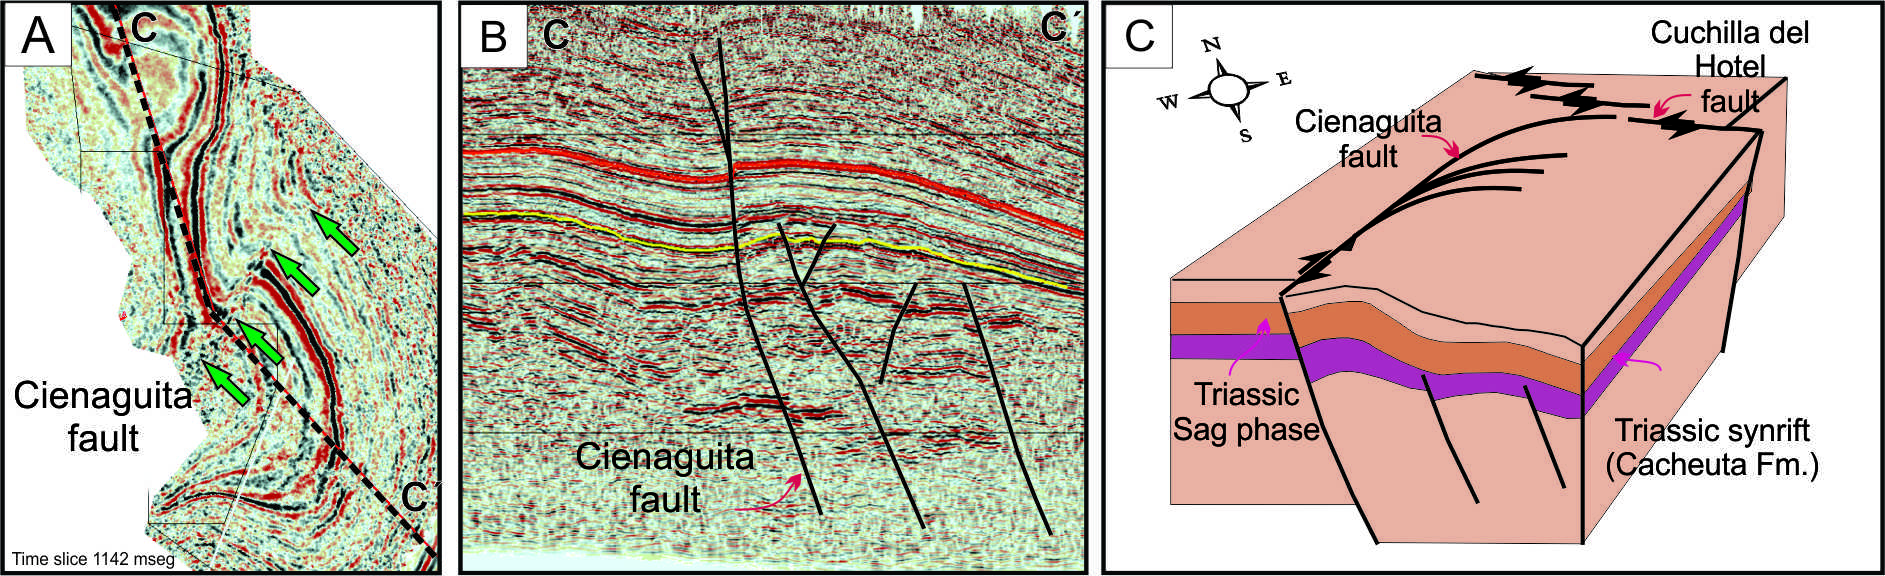 A
C
Cienaguita
fault
C´
Time slice 1142 mseg
B
C
C´
Cienaguita
fault
C
N
E
W
S
Cuchilla del
Hotel
fault
Cienaguita
fault
Triassic
Sag phase
Triassic synrift
(Cacheuta Fm.)